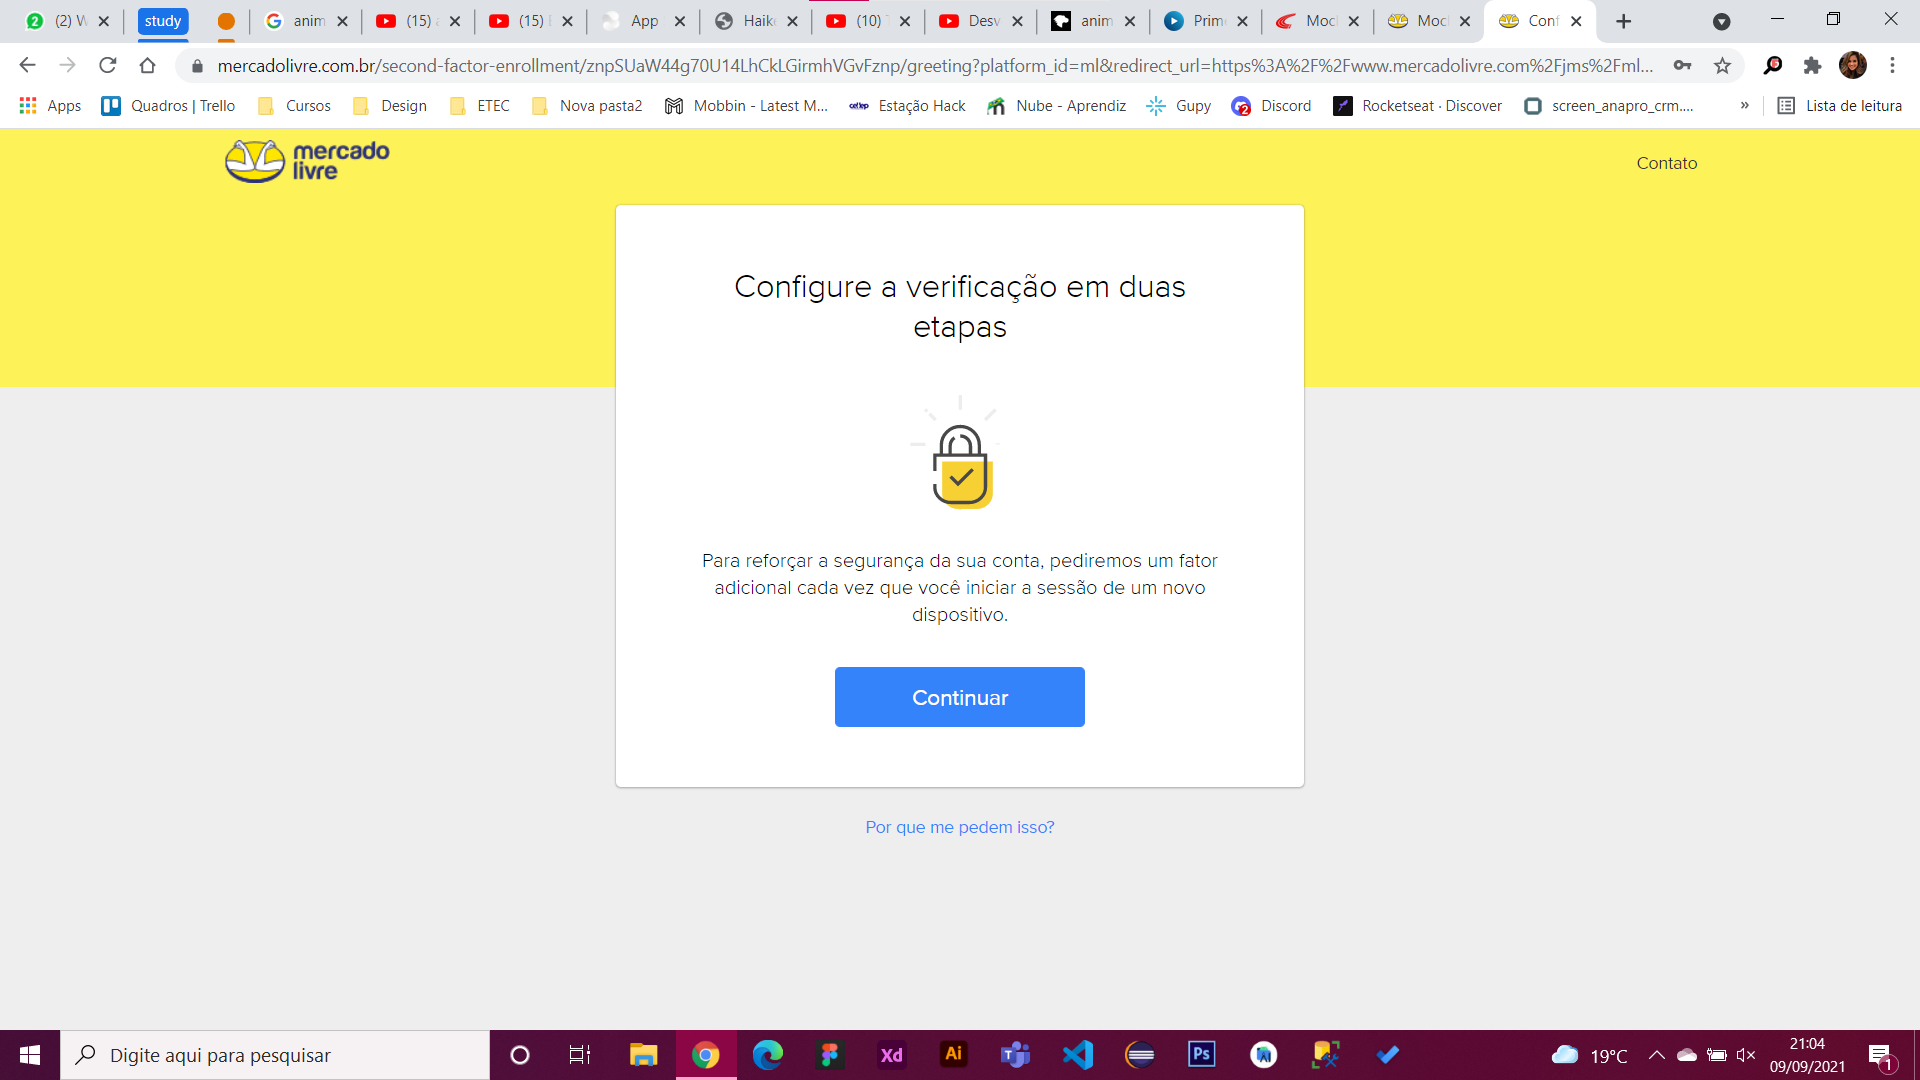 (2) W
study
anim
(15) a
(15)
App
Haik
(10)
Desv
anim
Prim
Moc
Moc
Conf
mercadolivre.com.br/second-factor-enrollment/znpSUaW44g70U14LhCkLGirmhVGvFznp/greeting?platform_id=ml&redirect_url=https%3A%2F%2Fwww.mercadolivre.com%2Fjms%2Fml...
Apps
Quadros | Trello
Cursos
Design
ETEC
Nova pasta2
Mobbin - Latest M...
Estação Hack
Nube - Aprendiz
Gupy
Discord
Rocketseat · Discover
screen_anapro_crm....
»
Lista de leitura
mercado
livre
Contato
Configure a verificação em duas
etapas
Para reforçar a segurança da sua conta, pediremos um fator
adicional cada vez que você iniciar a sessão de um novo
dispositivo.
Continuar
Por que me pedem isso?
Digite aqui para pesquisar
Xd
Ai
Ps
19°C
21:04
09/09/2021
1